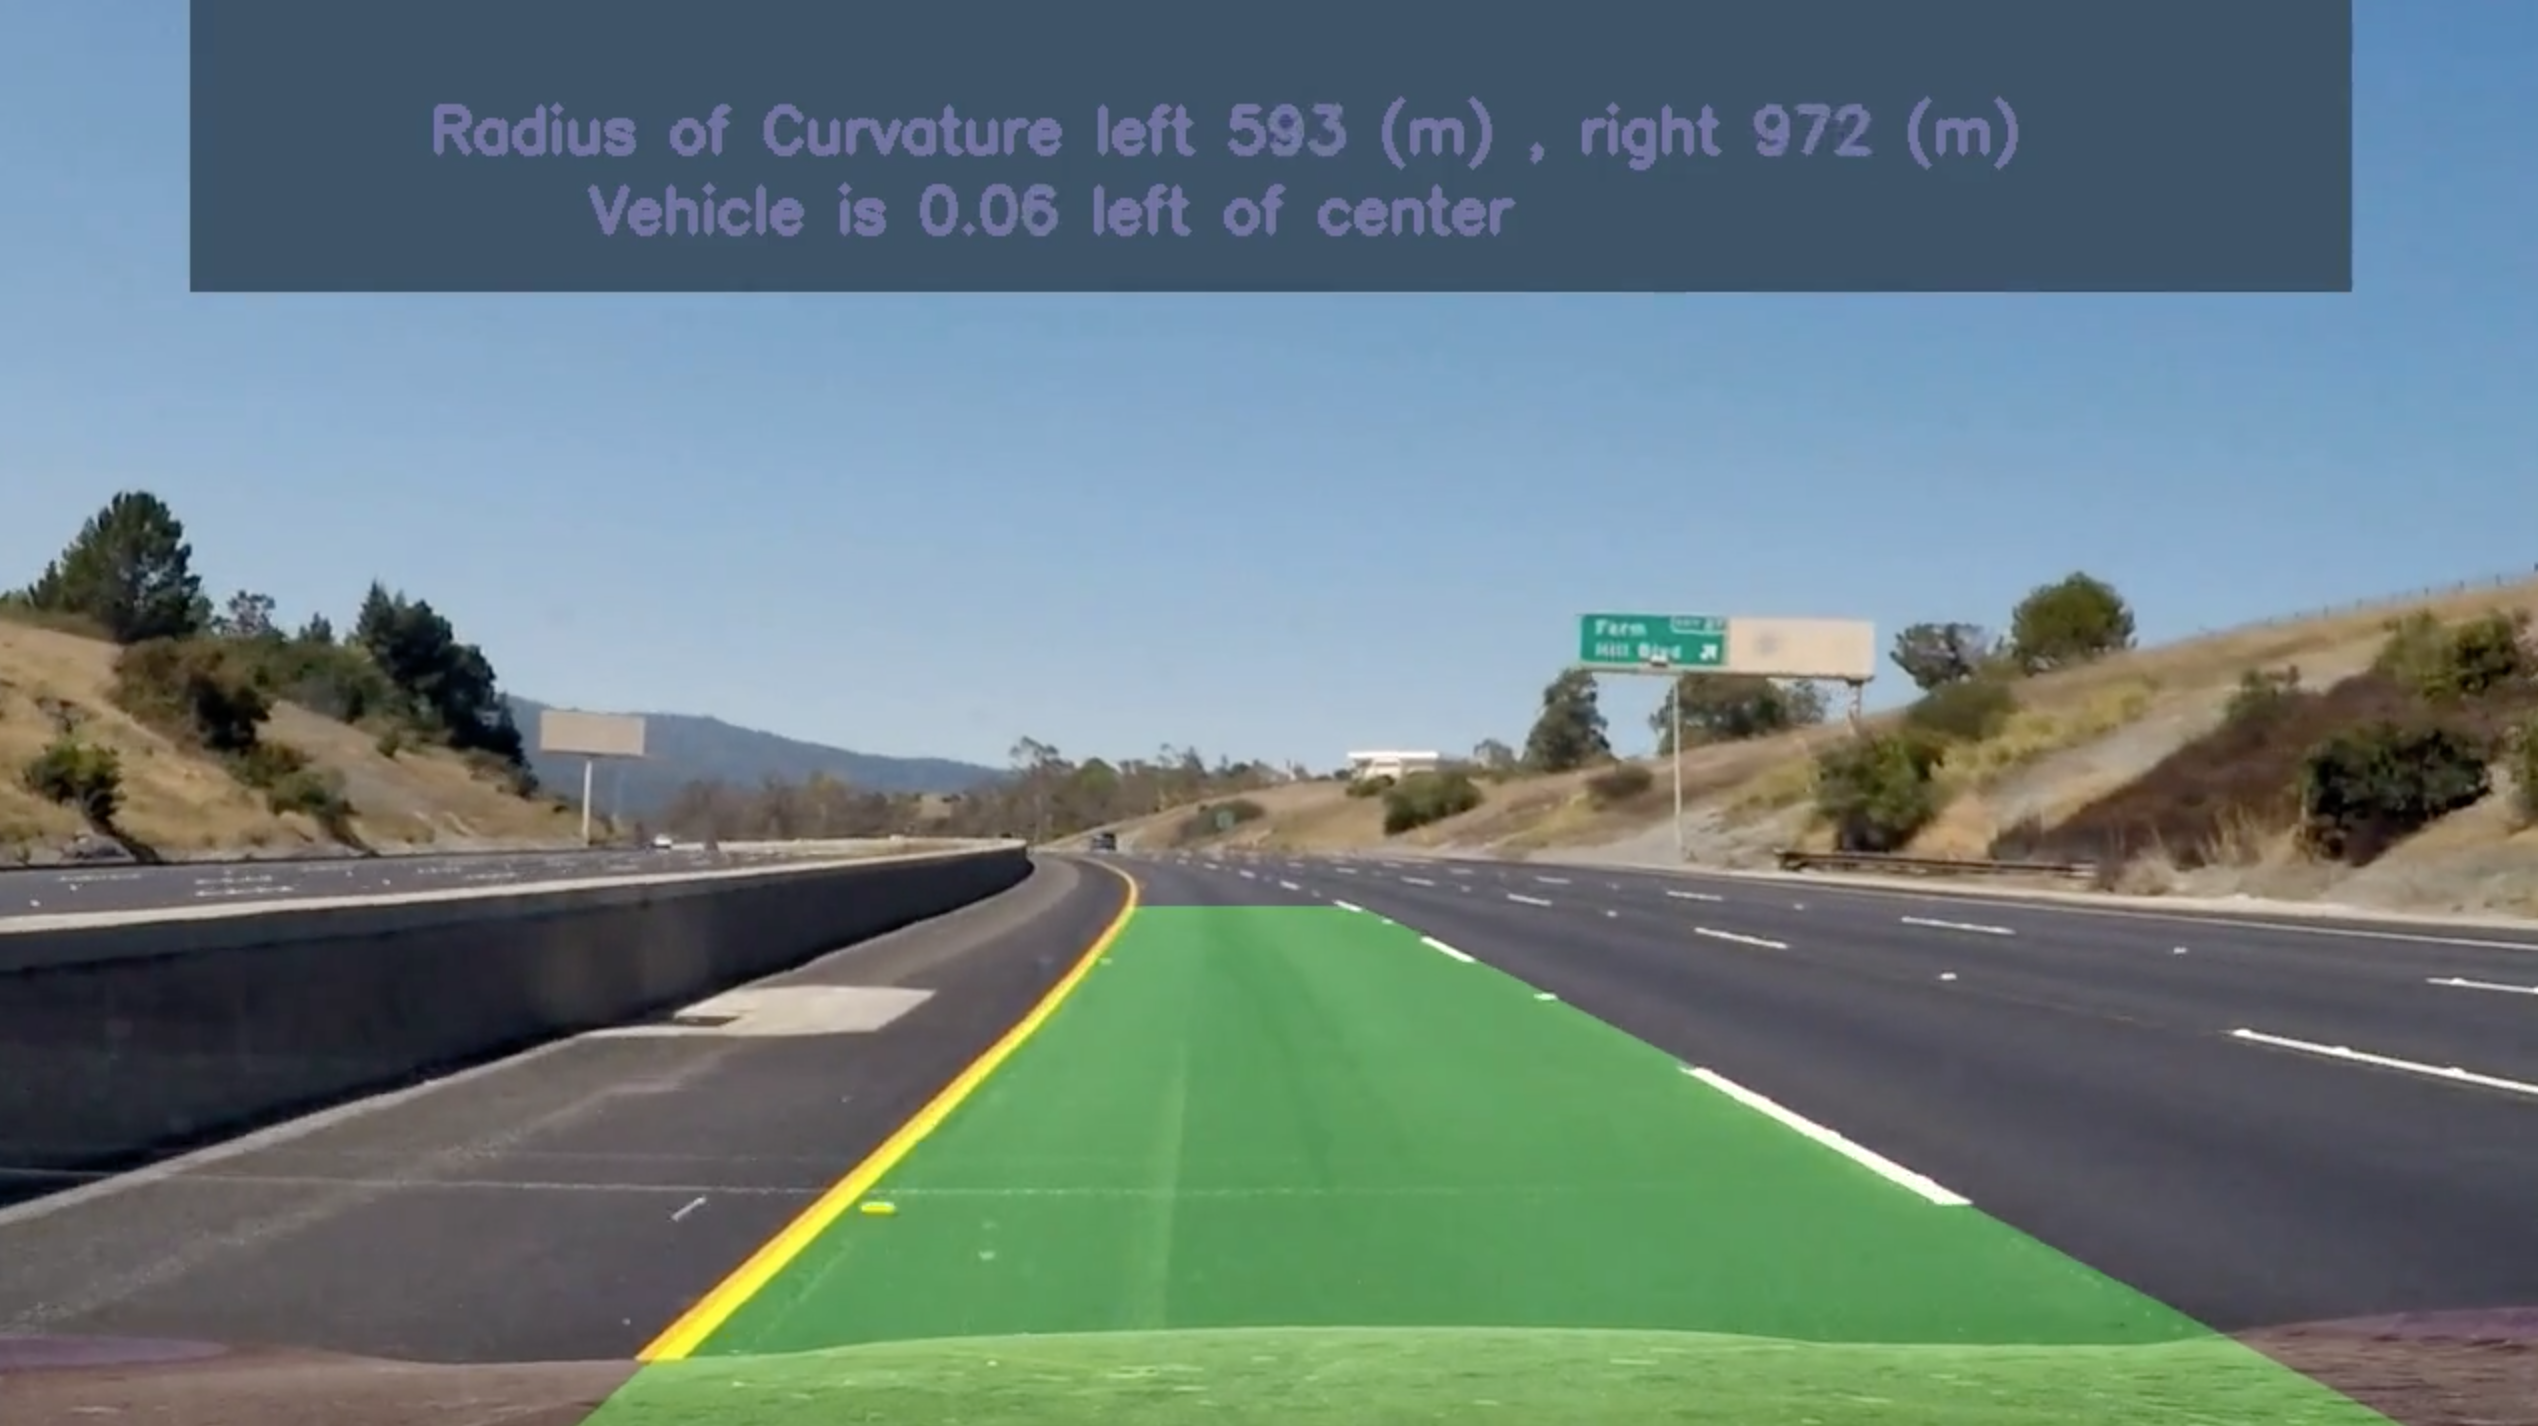 Radius of Curvature left 593 (m) , right 972 (m)
Vehicle is 0.06 left of center
Farm
Hill Blvd